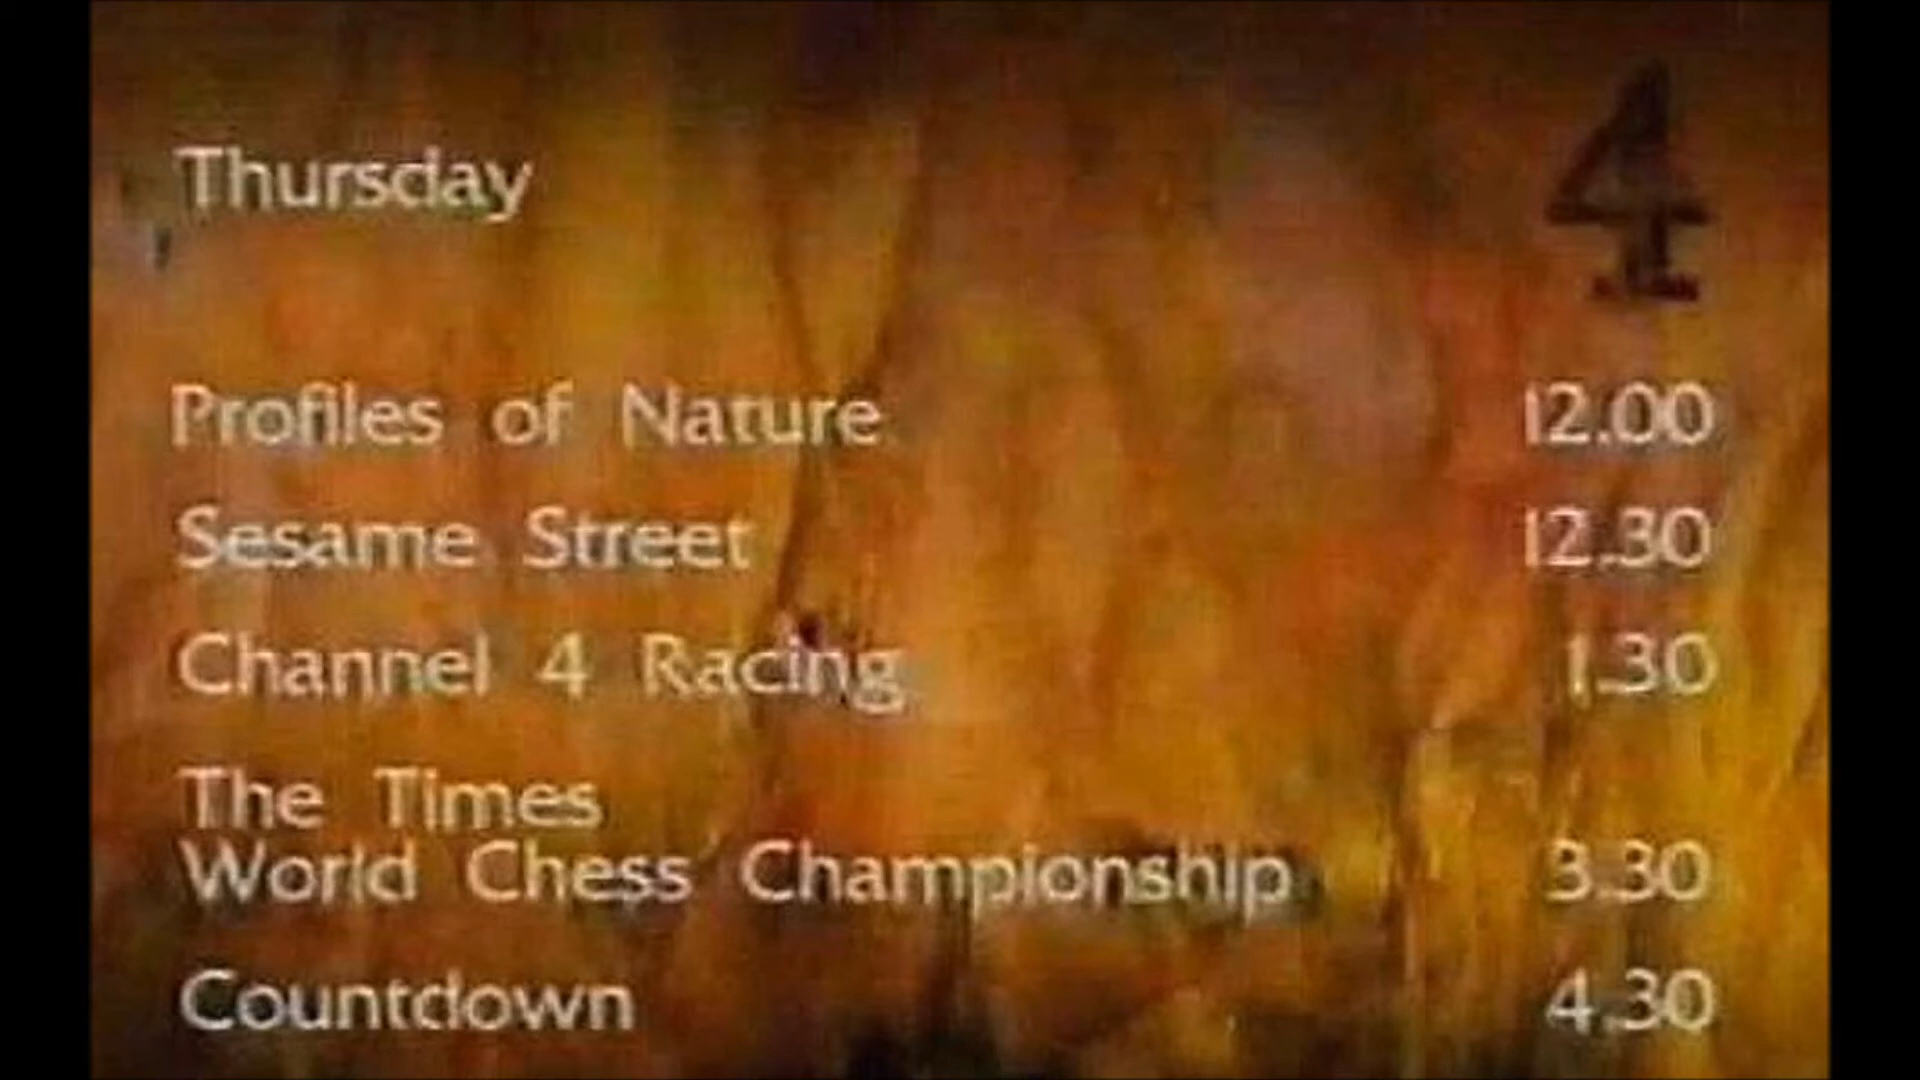 Thursday
4
Profiles of Nature 12.00
Sesame Street 12.30
Channel 4 Racing 1.30
The Times
World Chess Championship 3.30
Countdown 4.30